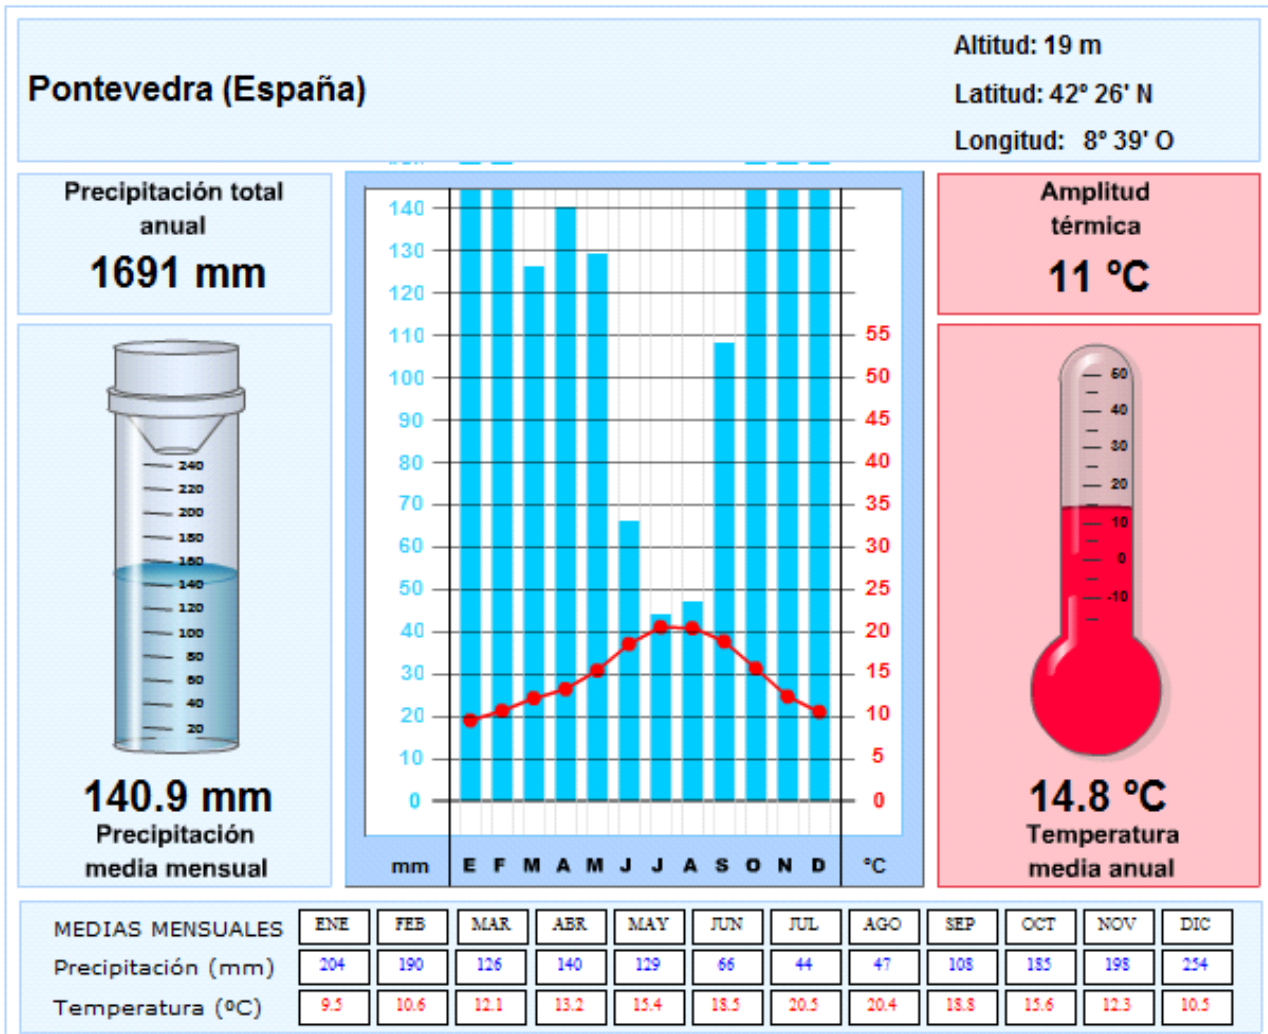 Pontevedra (España)
Altitud: 19 m
Latitud: 42º 26' N
Longitud: 8º 39' O
Precipitación total
anual
1691 mm
240
220
200
180
160
140
120
100
80
60
40
20
140.9 mm
Precipitación
media mensual
140
130
120
110
100
90
80
70
60
50
40
30
20
10
0
55
50
45
40
35
30
25
20
15
10
5
0
mm E F M A M J J A S O N D ºC
Amplitud
térmica
11 ºC
50
40
30
20
10
0
-10
14.8 ºC
Temperatura
media anual
MEDIAS MENSUALES ENE FEB MAR ABR MAY JUN JUL AGO SEP OCT NOV DIC
Precipitación (mm) 204 190 126 140 129 66 44 47 108 185 198 254
Temperatura (ºC) 9.5 10.6 12.1 13.2 15.4 18.5 20.5 20.4 18.8 15.6 12.3 10.5